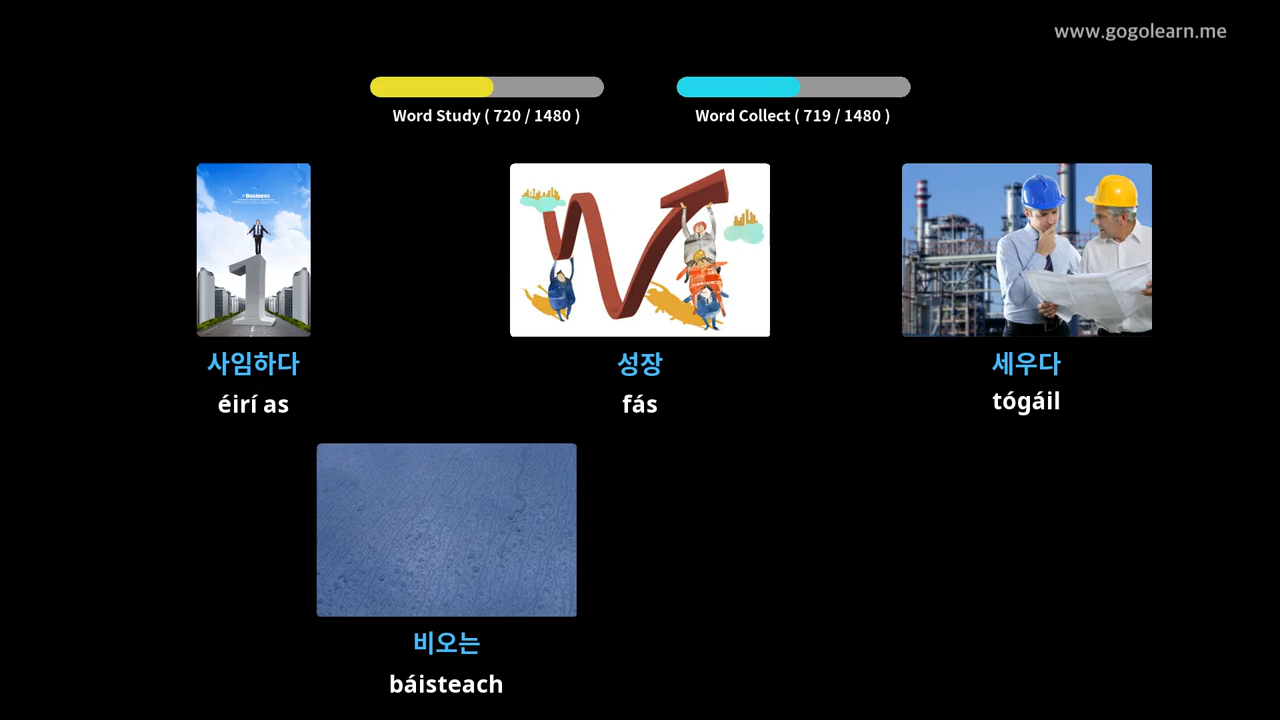 www.gogolearn.me
Word Study ( 720 / 1480 )
Word Collect ( 719 / 1480 )
Business
사임하다
성장
세우다
éirí as
fás
tógáil
비오는
báisteach